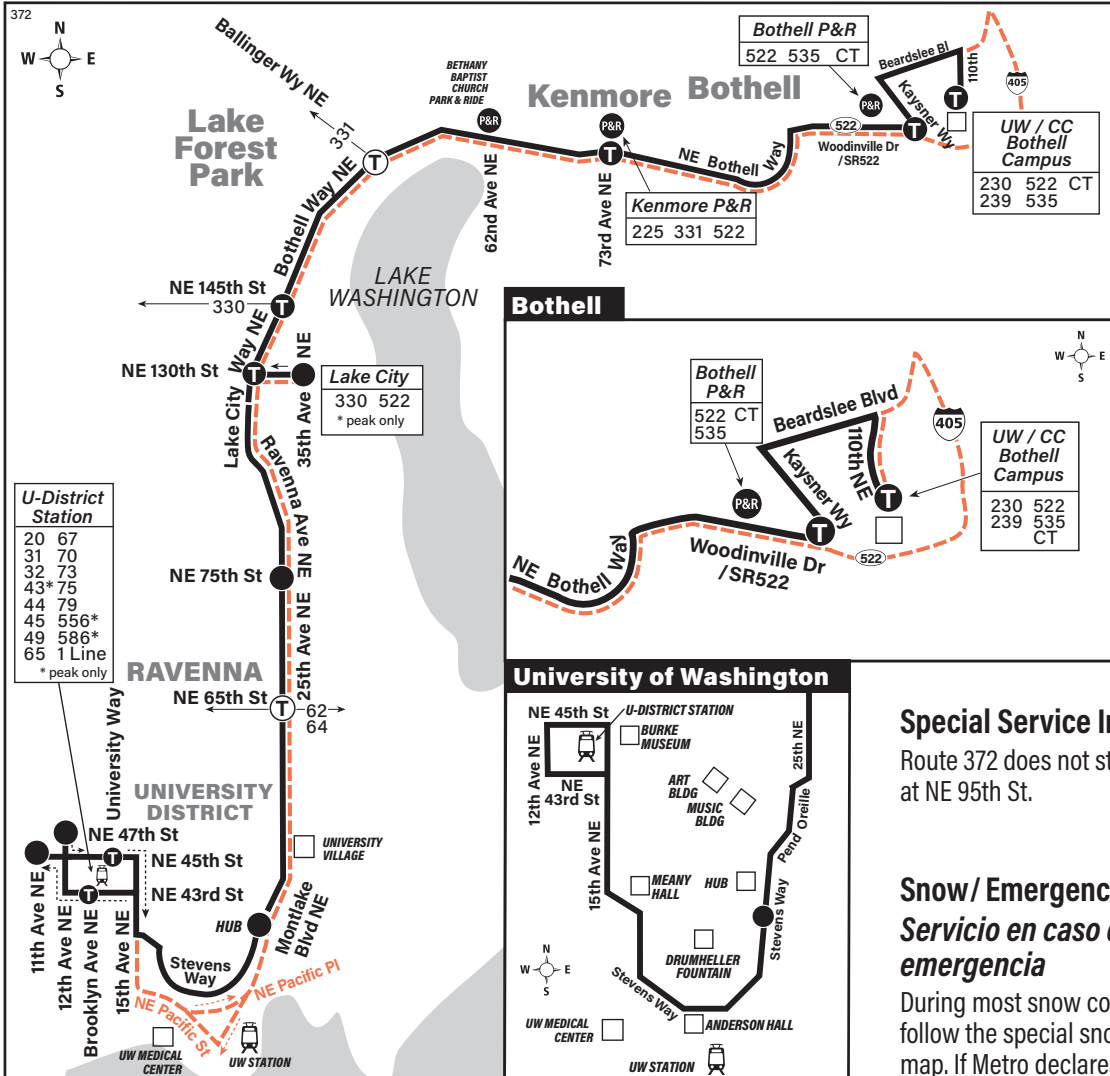 372
N
W E
S
Ballinger Wy NE
331
Lake
Forest
Park
BETHANY
BAPTIST
CHURCH
PARK & RIDE
P&R
Kenmore
P&R
Bothell
Bothell P&R
522 535 CT
P&R
Beardslee Bl
110th
405
Kaysner Wy
T
T
522
Woodinville Dr
/SR522
UW / CC
Bothell
Campus
230 522 CT
239 535
T
Bothell Way NE
62nd Ave NE
T
73rd Ave NE
NE Bothell Way
Kenmore P&R
225 331 522
LAKE
WASHINGTON
NE 145th St
330
T
NE 130th St
T
Lake City Way NE
35th Ave NE
Lake City
330 522
* peak only
Ravenna Ave NE
NE 75th St
25th Ave NE
RAVENNA
NE 65th St
T
62
64
U-District
Station
20 67
31 70
32 73
43* 75
44 79
45 556*
49 586*
65 1 Line
* peak only
University Way
UNIVERSITY
DISTRICT
UNIVERSITY
VILLAGE
NE 47th St
T
NE 45th St
NE 43rd St
T
HUB
Montlake
Blvd NE
11th Ave NE
12th Ave NE
Brooklyn Ave NE
15th Ave NE
Stevens
Way
NE Pacific Pl
NE Pacific St
UW MEDICAL
CENTER
UW STATION
Bothell
N
W E
S
Bothell
P&R
522 CT
535
P&R
Beardslee Blvd
110th NE
405
Kaysner Wy
T
T
UW / CC
Bothell
Campus
230 522
239 535
CT
522
Woodinville Dr
/SR522
NE Bothell Way
University of Washington
NE 45th St
U-DISTRICT STATION
BURKE
MUSEUM
12th Ave NE
NE
43rd St
25th NE
ART
BLDG
MUSIC
BLDG
Pend Oreille
15th Ave NE
MEANY
HALL
HUB
Stevens Way
DRUMHELLER
FOUNTAIN
N
W E
S
Stevens Way
UW MEDICAL
CENTER
ANDERSON HALL
UW STATION
Special Service In
Route 372 does not st
at NE 95th St.
Snow/ Emergenc
Servicio en caso
emergencia
During most snow co
follow the special sno
map. If Metro declare